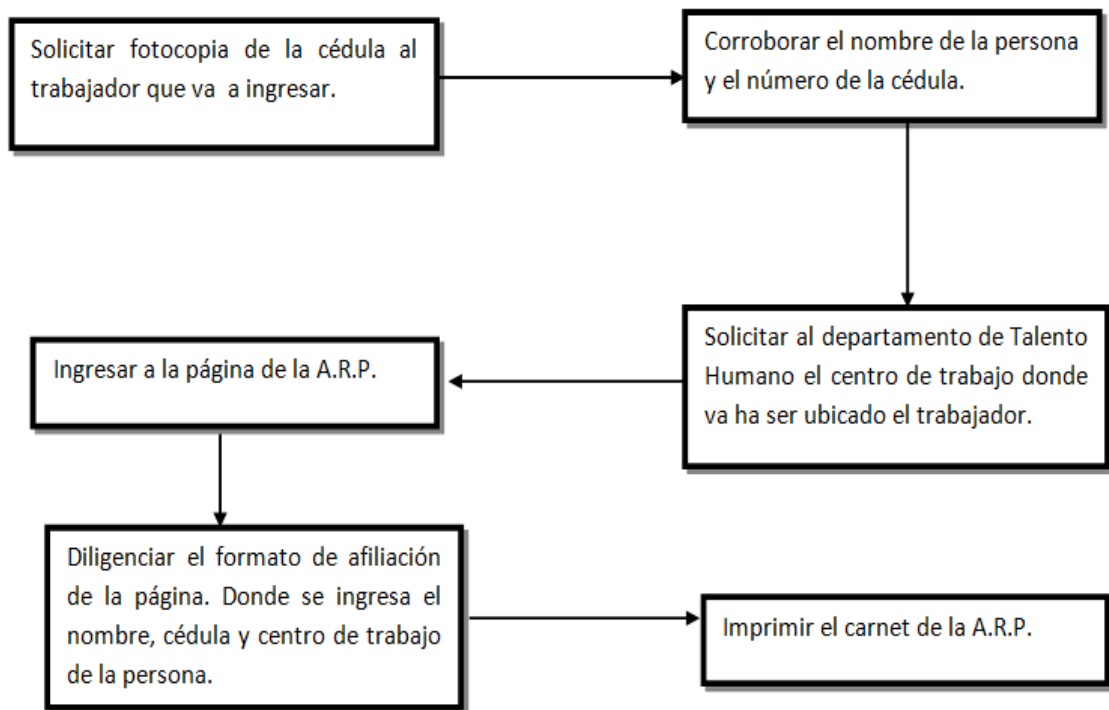 Solicitar fotocopia de la cédula al
trabajador que va a ingresar.
Corroborar el nombre de la persona
y el número de la cédula.
Solicitar al departamento de Talento
Humano el centro de trabajo donde
va ha ser ubicado el trabajador.
Ingresar a la página de la A.R.P.
Diligenciar el formato de afiliación
de la página. Donde se ingresa el
nombre, cédula y centro de trabajo
de la persona.
Imprimir el carnet de la A.R.P.